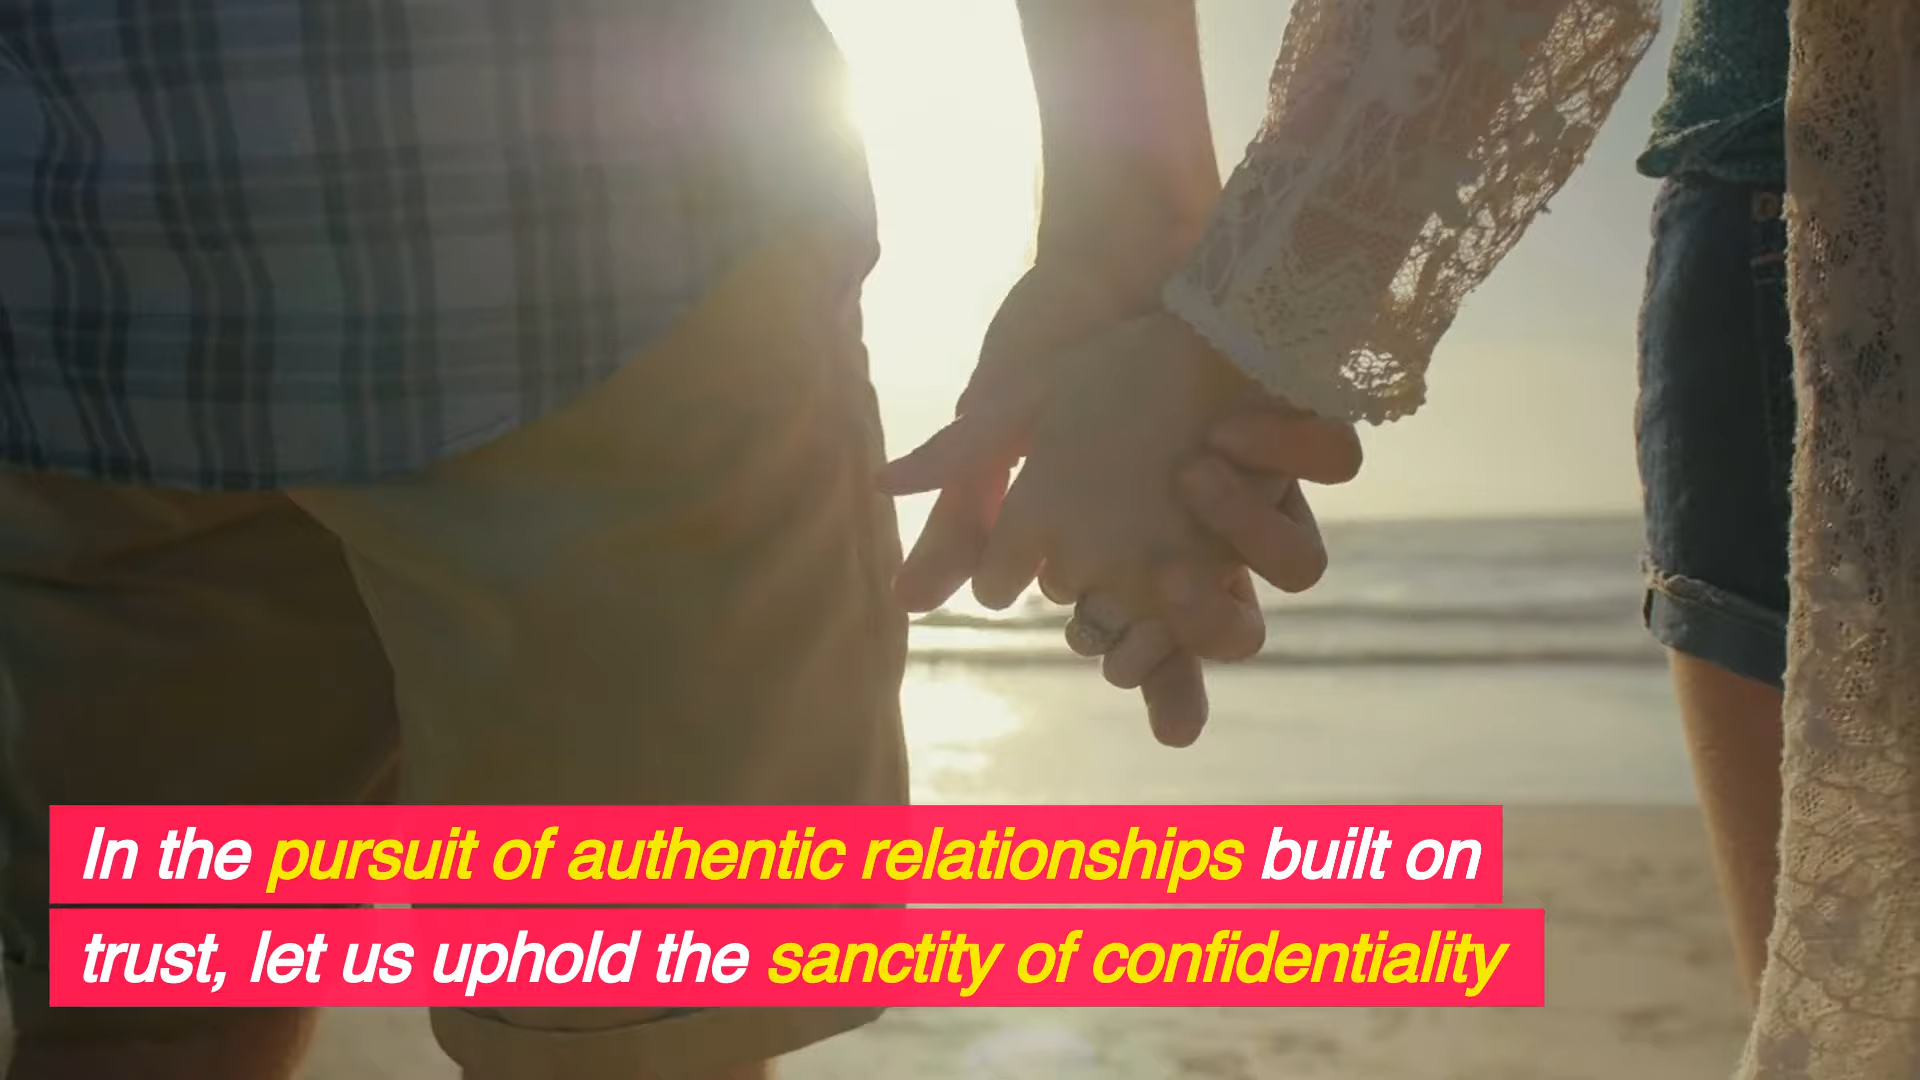 In the pursuit of authentic relationships built on
trust, let us uphold the sanctity of confidentiality